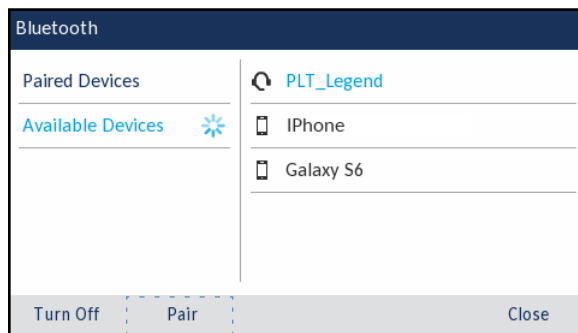 Bluetooth
Paired Devices
Available Devices
PLT_Legend
IPhone
Galaxy S6
Turn Off Pair Close